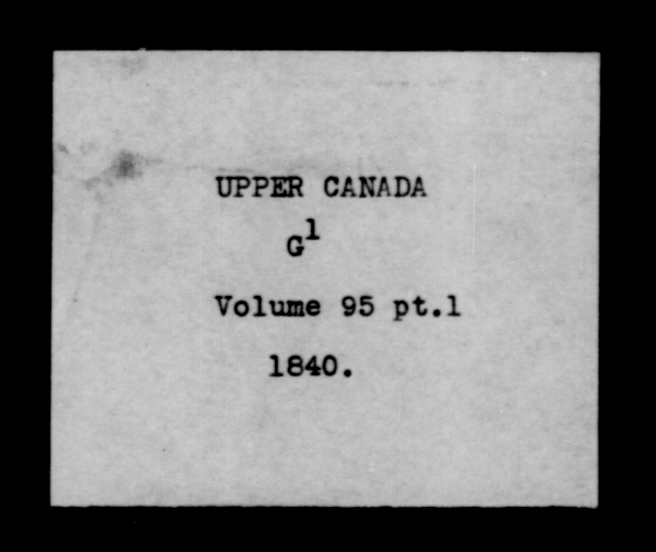 UPPER CANADA
G¹
Volume 95 pt.1
1840.